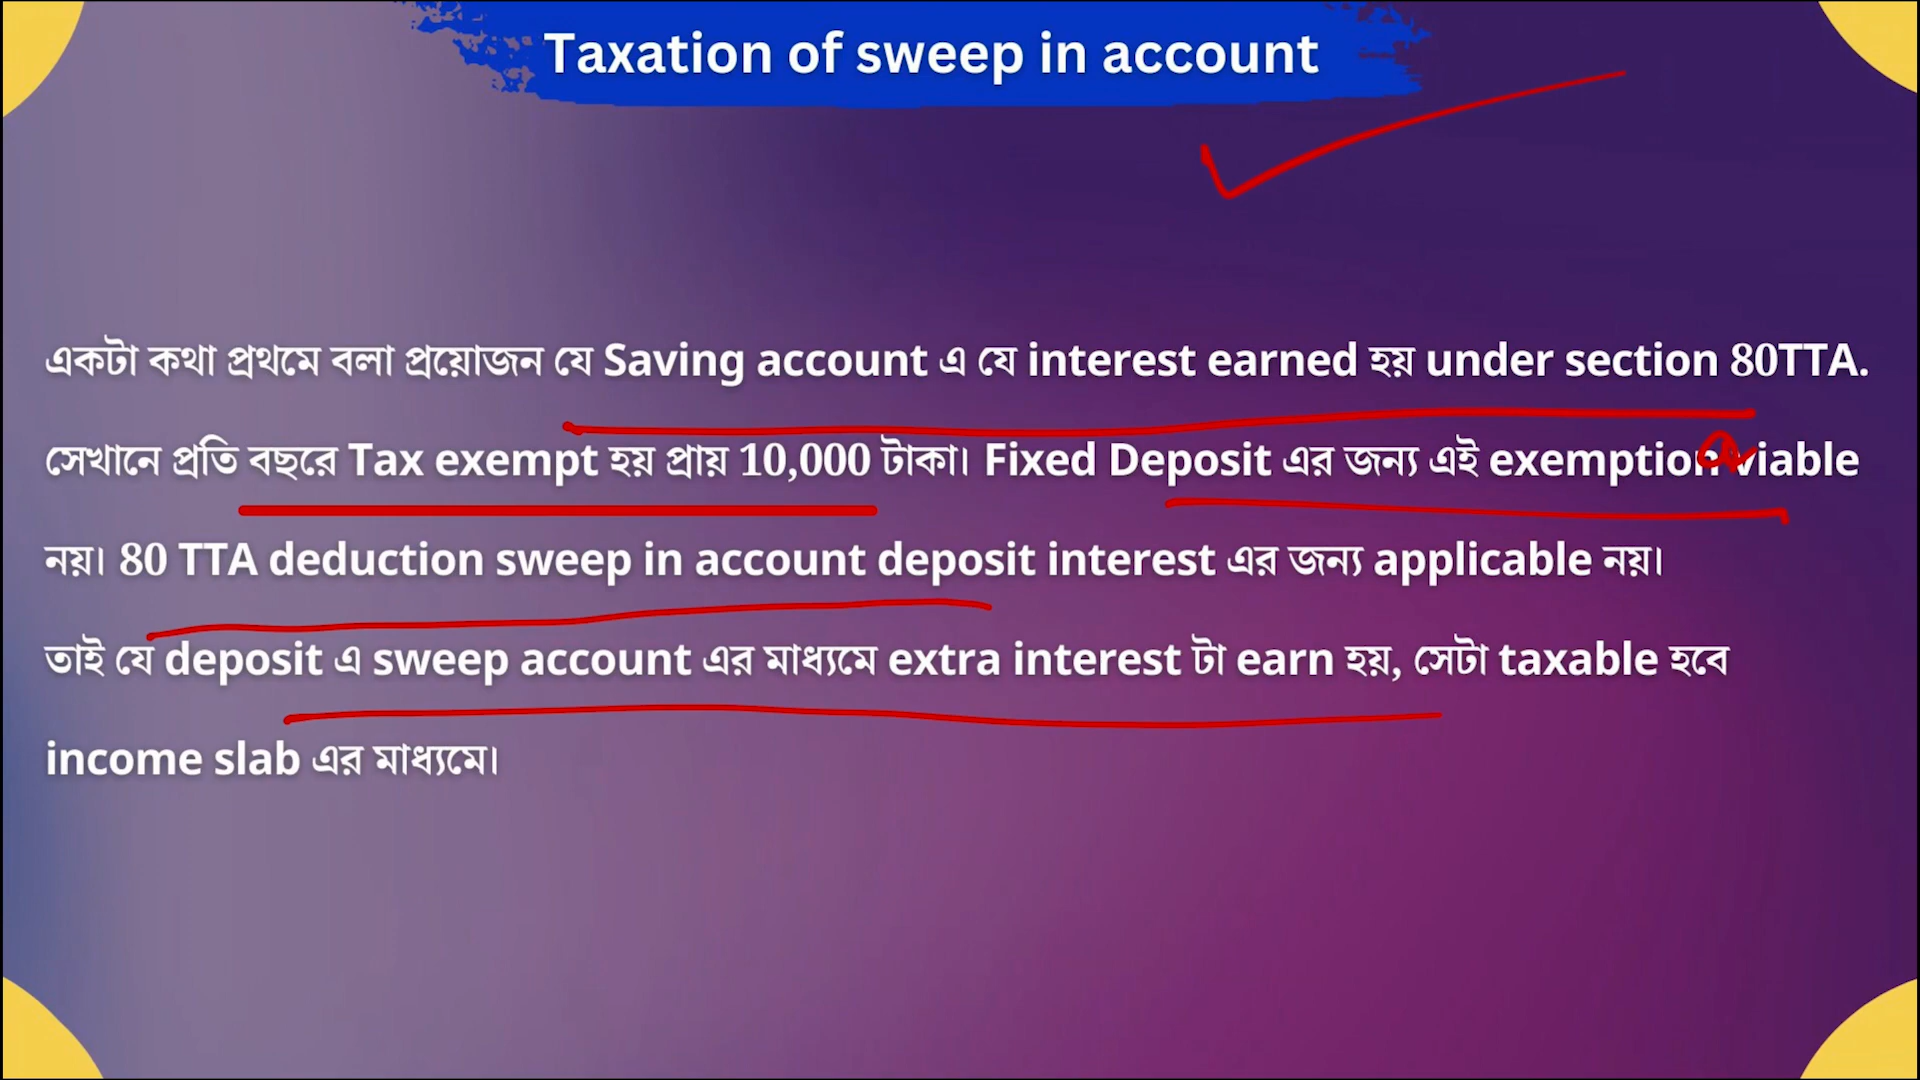 Taxation of sweep in account
একটা কথা প্রথমে বলা প্রয়োজন যে Saving account এ যে interest earned হয় under section 80TTA.
সেখানে প্রতি বছরে Tax exempt হয় প্রায় 10,000 টাকা। Fixed Deposit এর জন্য এই exemption viable
নয়। 80 TTA deduction sweep in account deposit interest এর জন্য applicable নয়।
তাই যে deposit এ sweep account এর মাধ্যমে extra interest টা earn হয়, সেটা taxable হবে
income slab এর মাধ্যমে।